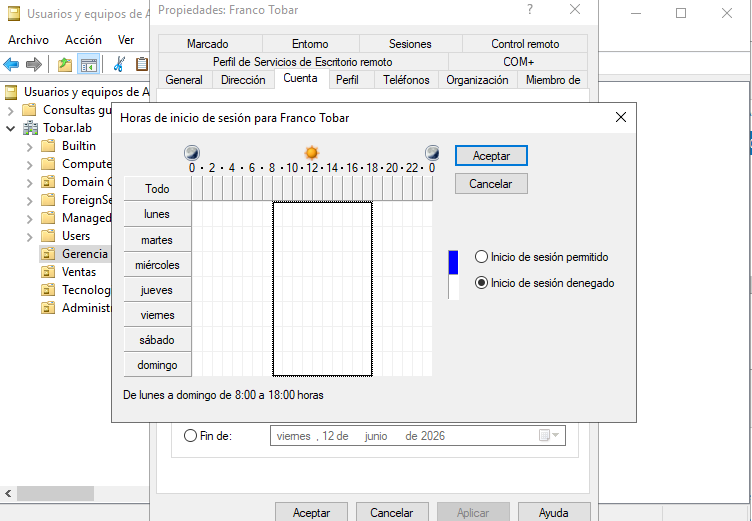 Usuarios y equipos de A
Propiedades: Franco Tobar
Archivo Acción Ver
Marcado Entorno Sesiones Control remoto
Perfil de Servicios de Escritorio remoto COM+
General Dirección Cuenta Perfil Teléfonos Organización Miembro de
Usuarios y equipos de A
Consultas gu
Tobar.lab
Builtin
Compute
Domain C
ForeignSe
Managed
Users
Gerencia
Ventas
Tecnolog
Administ
Horas de inicio de sesión para Franco Tobar
0 · 2 · 4 · 6 · 8 · 10 · 12 · 14 · 16 · 18 · 20 · 22 · 0
Todo
lunes
martes
miércoles
jueves
viernes
sábado
domingo
Aceptar
Cancelar
Inicio de sesión permitido
Inicio de sesión denegado
De lunes a domingo de 8:00 a 18:00 horas
Fin de: viernes , 12 de junio de 2026
Aceptar Cancelar Aplicar Ayuda